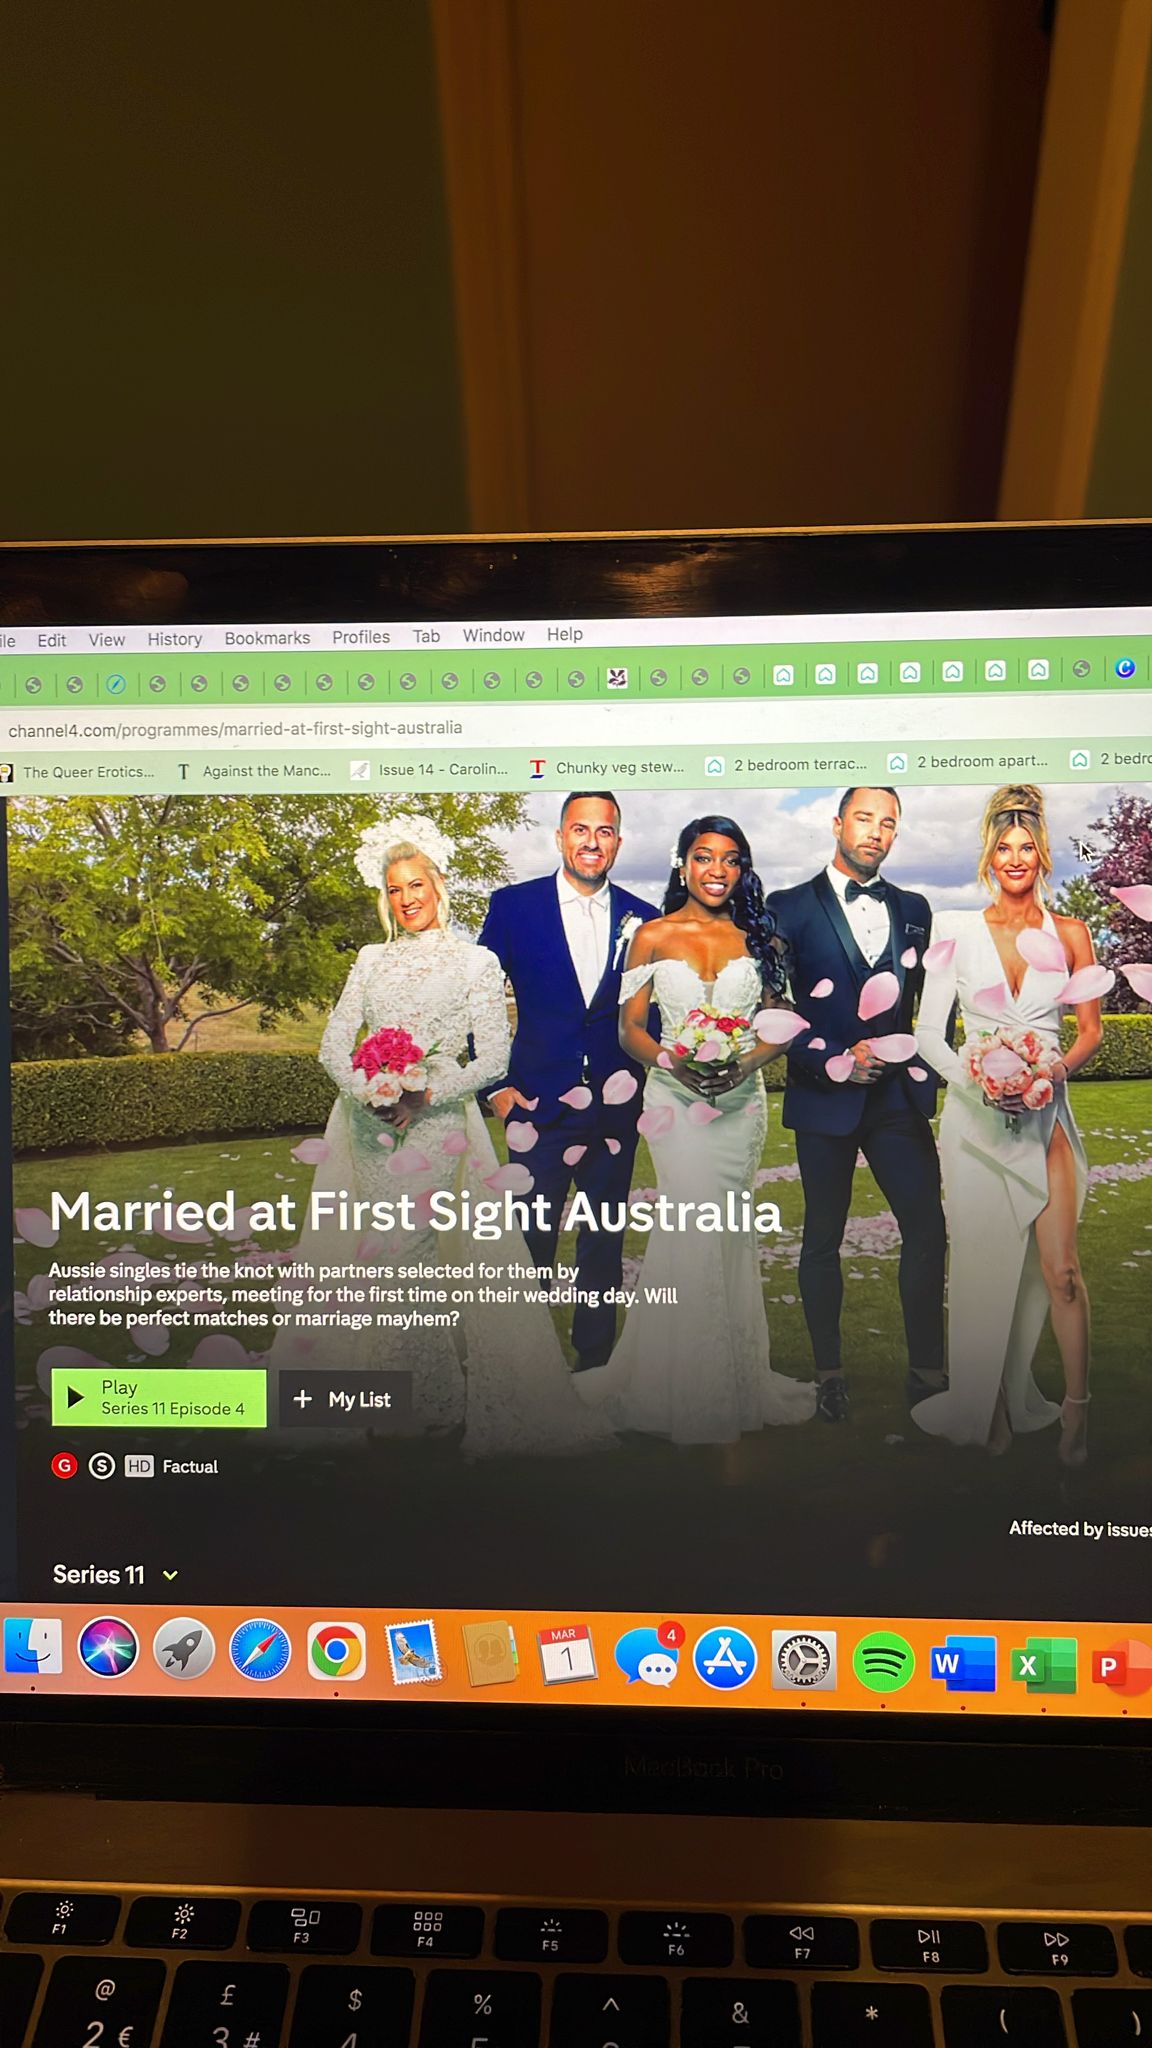 ile Edit View History Bookmarks Profiles Tab Window Help
channel4.com/programmes/married-at-first-sight-australia
The Queer Erotics... Against the Manc... Issue 14 - Carolin... Chunky veg stew... 2 bedroom terrac... 2 bedroom apart... 2 bedro
Married at First Sight Australia
Aussie singles tie the knot with partners selected for them by
relationship experts, meeting for the first time on their wedding day. Will
there be perfect matches or marriage mayhem?
Play
Series 11 Episode 4
+ My List
G S HD Factual
Affected by issues
Series 11
MAR
1
4
W X P
MacBook Pro
F1 F2 F3 F4 F5 F6 F7 F8 F9
@ £ $ % ^ & * ( )
2 € 3 #